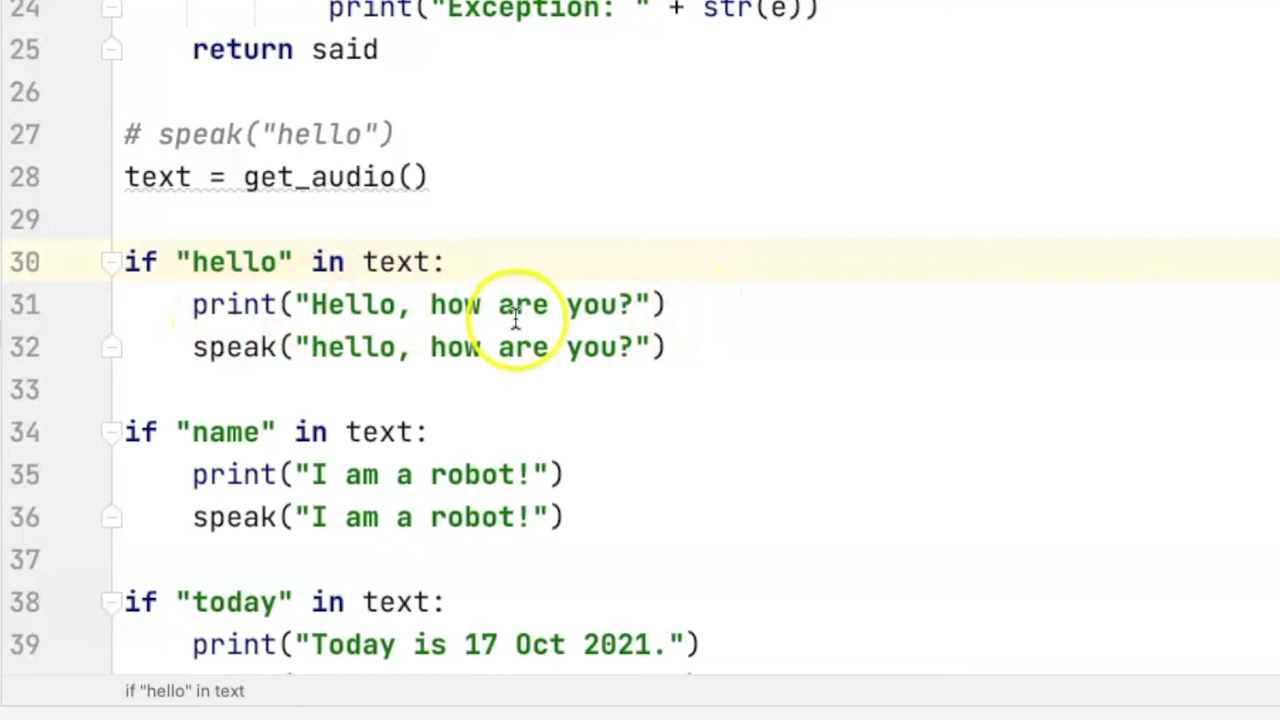 24 print("Exception: " + str(e))
25 return said
26
27 # speak("hello")
28 text = get_audio()
29
30 if "hello" in text:
31 print("Hello, how are you?")
32 speak("hello, how are you?")
33
34 if "name" in text:
35 print("I am a robot!")
36 speak("I am a robot!")
37
38 if "today" in text:
39 print("Today is 17 Oct 2021.")
if "hello" in text